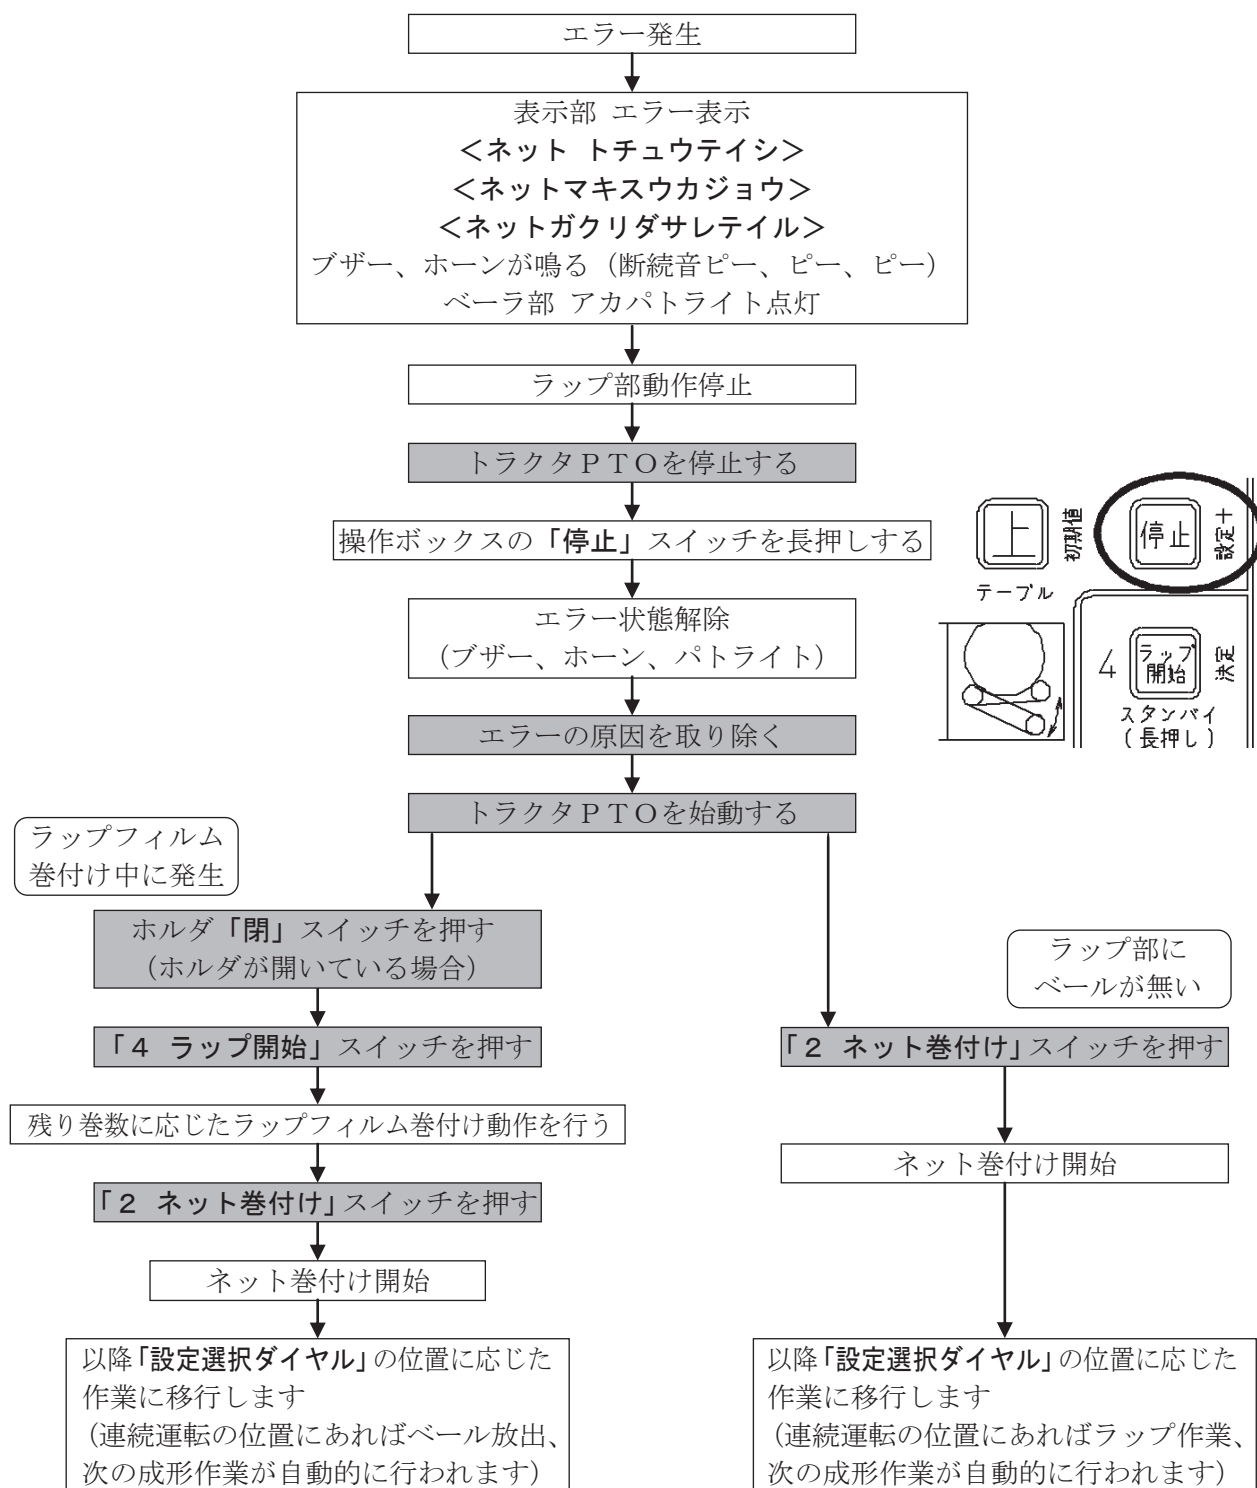 エラー発生
表示部 エラー表示
＜ネット トチュウテイシ＞
＜ネットマキスウカジョウ＞
＜ネットガクリダサレテイル＞
ブザー、ホーンが鳴る（断続音ピー、ピー、ピー）
ベーラ部 アカパトライト点灯
ラップ部動作停止
トラクタＰＴＯを停止する
操作ボックスの「停止」スイッチを長押しする
エラー状態解除
（ブザー、ホーン、パトライト）
エラーの原因を取り除く
トラクタＰＴＯを始動する
上
初期値
テーブル
停止
設定＋
4
ラップ
開始
決定
スタンバイ
（長押し）
ラップフィルム
巻付け中に発生
ホルダ「閉」スイッチを押す
（ホルダが開いている場合）
「４ ラップ開始」スイッチを押す
残り巻数に応じたラップフィルム巻付け動作を行う
「２ ネット巻付け」スイッチを押す
ネット巻付け開始
以降「設定選択ダイヤル」の位置に応じた
作業に移行します
（連続運転の位置にあればベール放出、
次の成形作業が自動的に行われます）
ラップ部に
ベールが無い
「２ ネット巻付け」スイッチを押す
ネット巻付け開始
以降「設定選択ダイヤル」の位置に応じた
作業に移行します
（連続運転の位置にあればラップ作業、
次の成形作業が自動的に行われます）